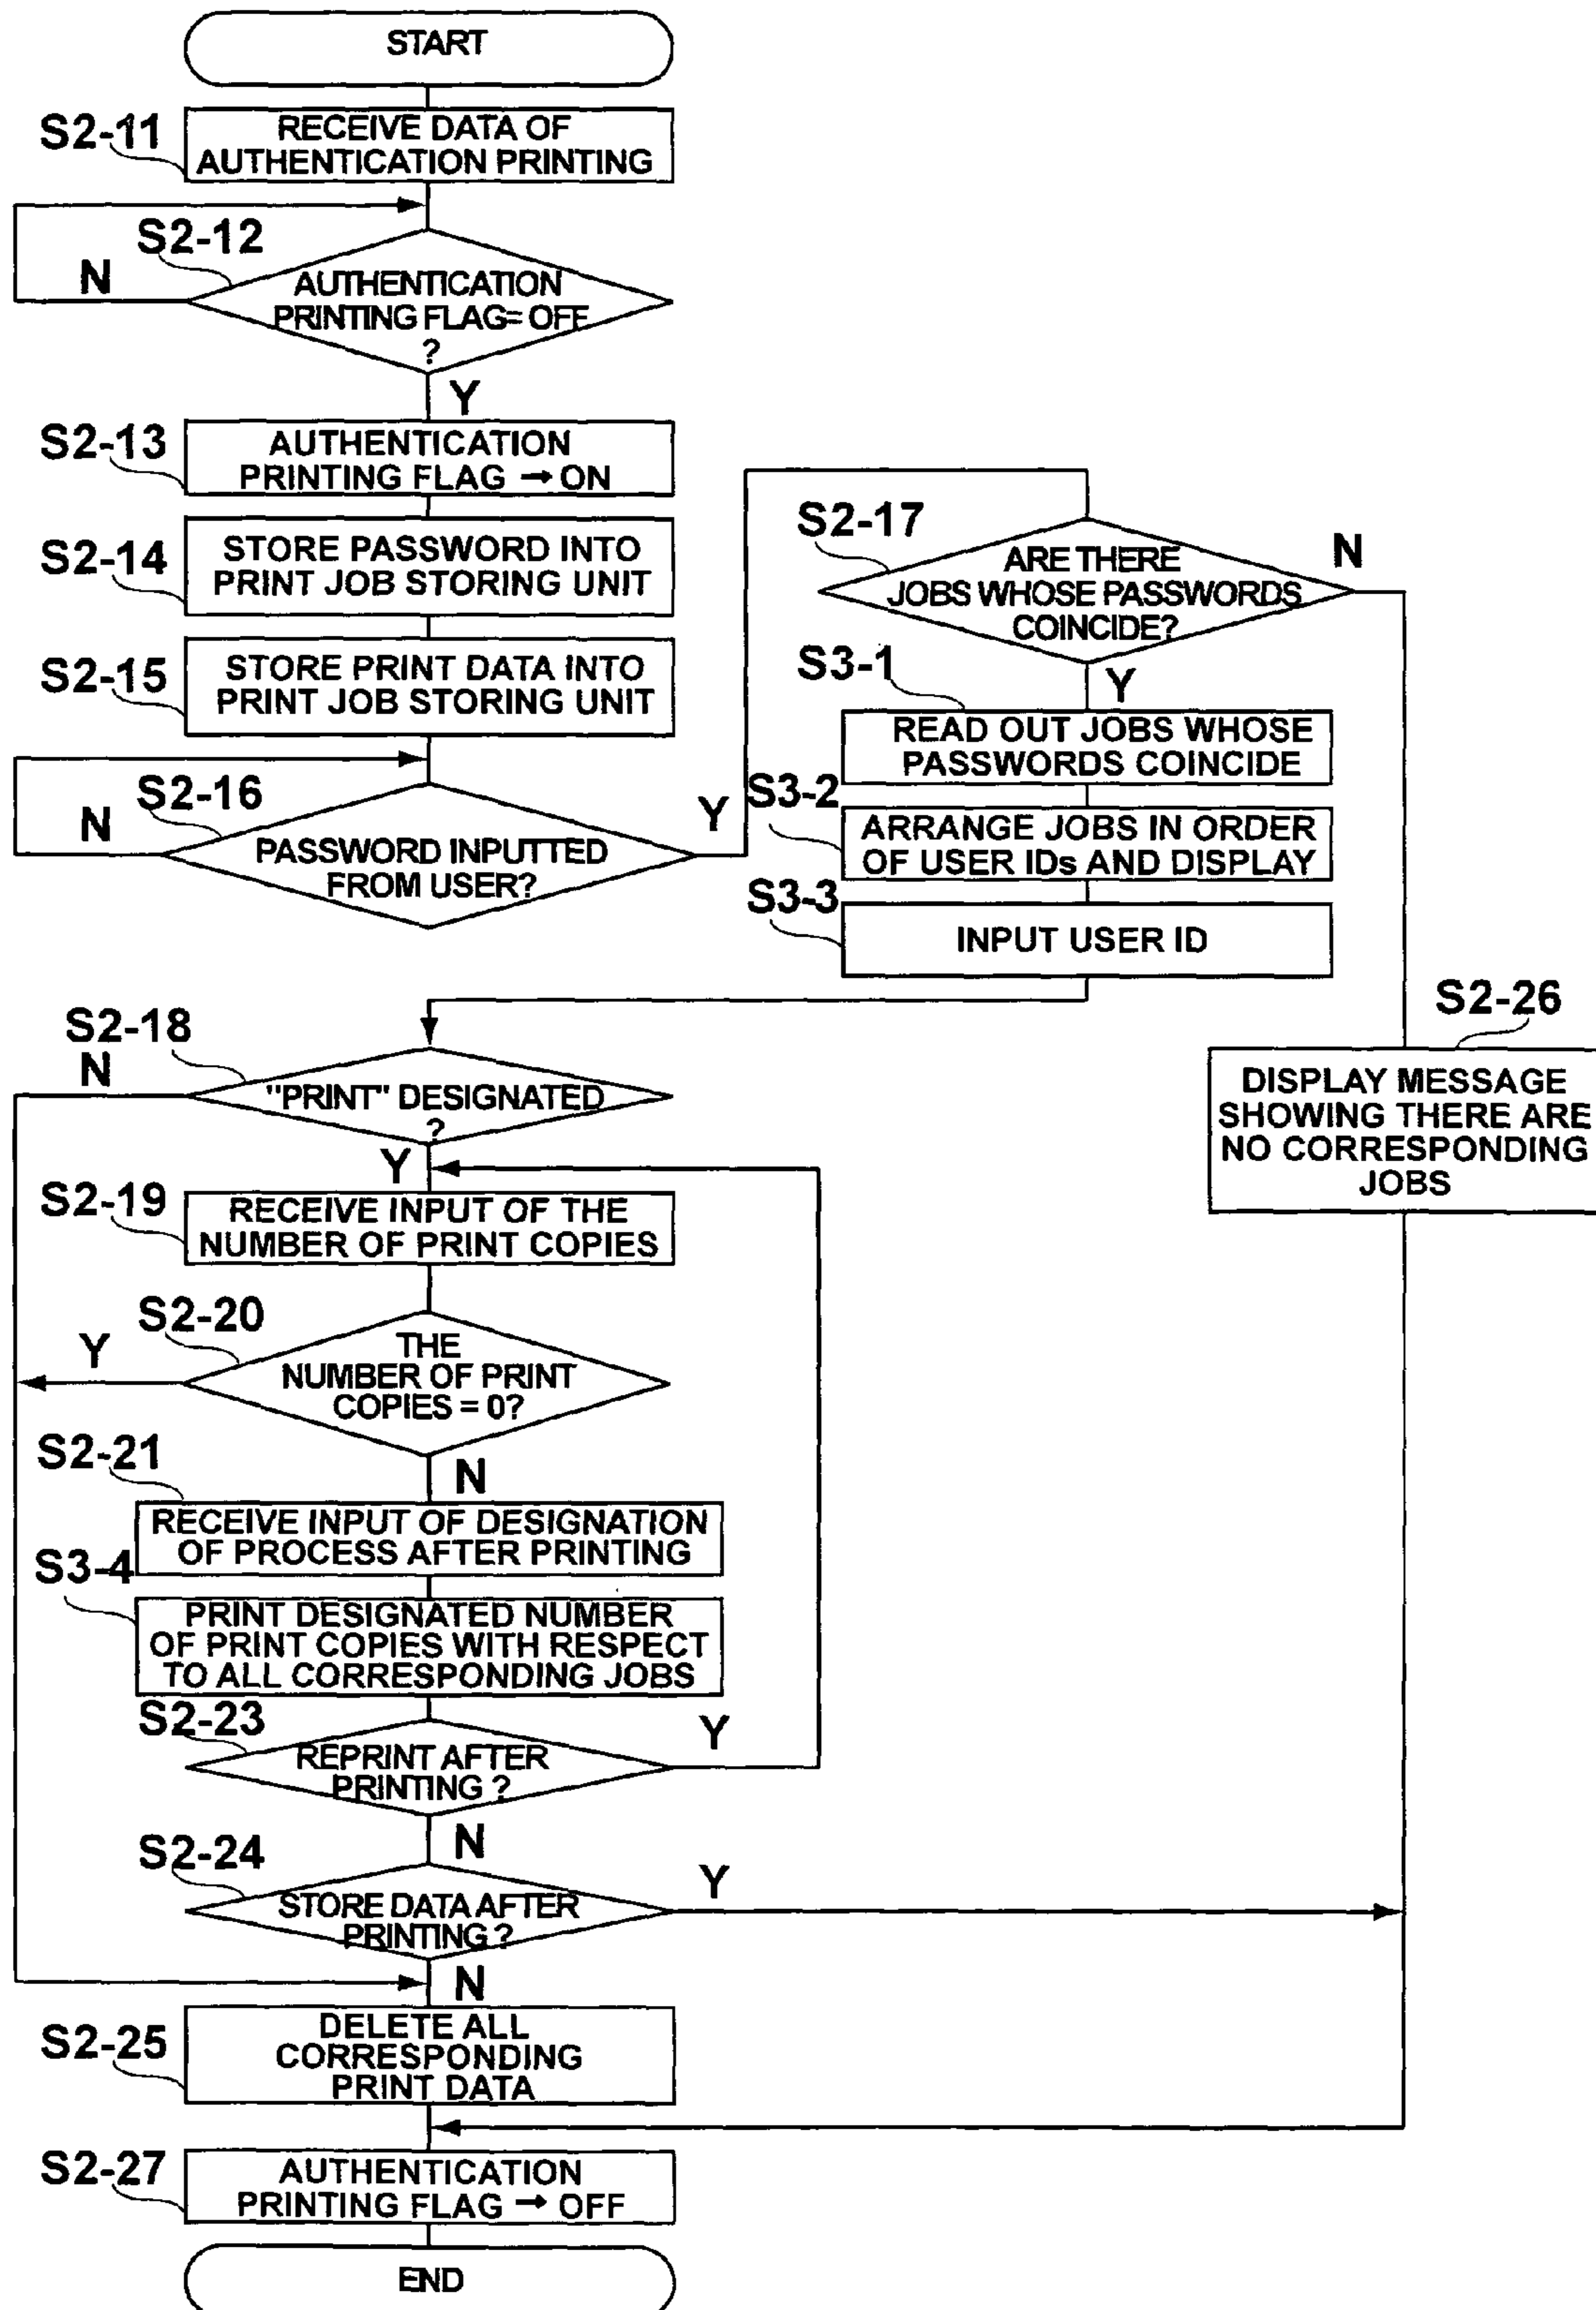 START
S2-11
RECEIVE DATA OF
AUTHENTICATION PRINTING
S2-12
N
AUTHENTICATION
PRINTING FLAG= OFF
?
Y
S2-13
AUTHENTICATION
PRINTING FLAG → ON
S2-14
STORE PASSWORD INTO
PRINT JOB STORING UNIT
S2-15
STORE PRINT DATA INTO
PRINT JOB STORING UNIT
S2-16
N
PASSWORD INPUTTED
FROM USER?
Y
S2-17
ARE THERE
JOBS WHOSE PASSWORDS
COINCIDE?
N
Y
S3-1
READ OUT JOBS WHOSE
PASSWORDS COINCIDE
S3-2
ARRANGE JOBS IN ORDER
OF USER IDs AND DISPLAY
S3-3
INPUT USER ID
S2-26
DISPLAY MESSAGE
SHOWING THERE ARE
NO CORRESPONDING
JOBS
S2-18
N
"PRINT" DESIGNATED
?
Y
S2-19
RECEIVE INPUT OF THE
NUMBER OF PRINT COPIES
S2-20
Y
THE
NUMBER OF PRINT
COPIES = 0?
N
S2-21
RECEIVE INPUT OF DESIGNATION
OF PROCESS AFTER PRINTING
S3-4
PRINT DESIGNATED NUMBER
OF PRINT COPIES WITH RESPECT
TO ALL CORRESPONDING JOBS
S2-23
Y
REPRINT AFTER
PRINTING ?
N
S2-24
Y
STORE DATA AFTER
PRINTING ?
N
S2-25
DELETE ALL
CORRESPONDING
PRINT DATA
S2-27
AUTHENTICATION
PRINTING FLAG → OFF
END